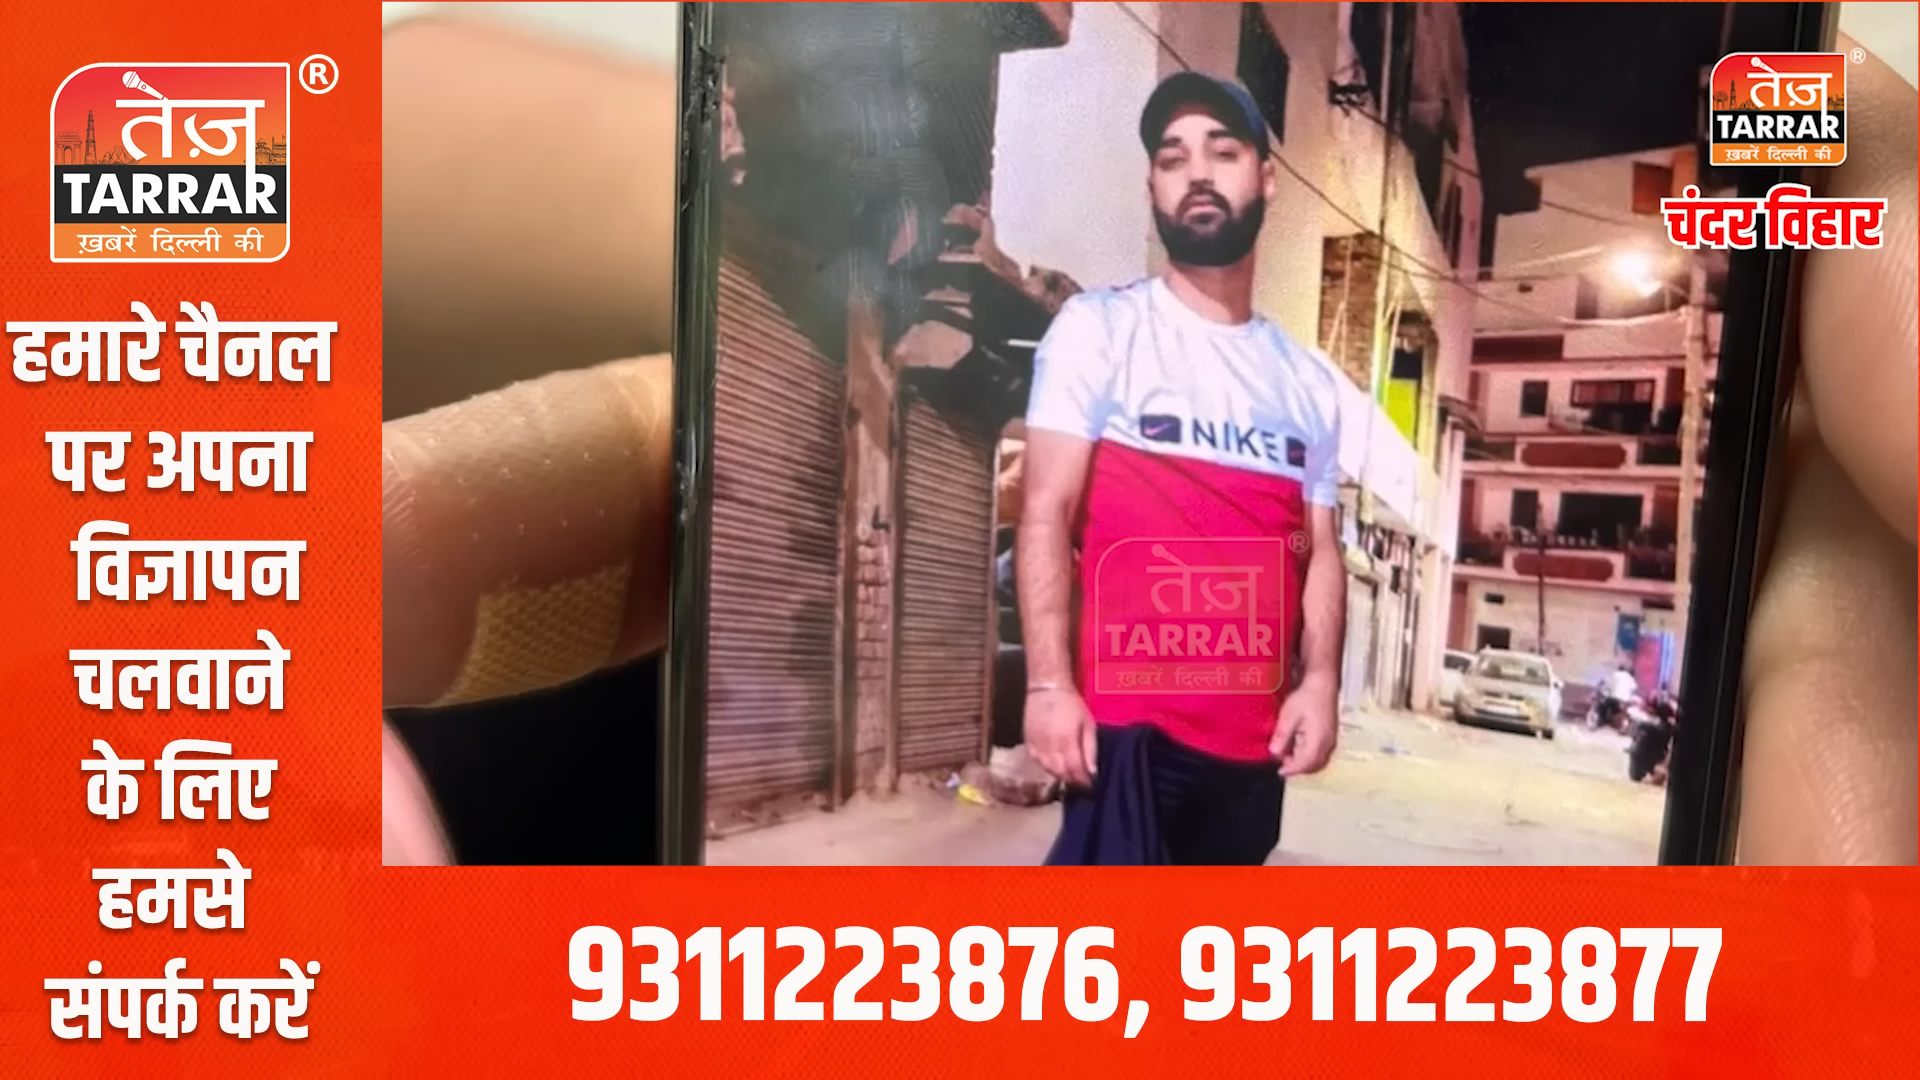 तेज़
TARRAR
®
ख़बरें दिल्ली की
हमारे चैनल
पर अपना
विज्ञापन
चलवाने
के लिए
हमसे
संपर्क करें
तेज़
TARRAR
®
ख़बरें दिल्ली की
चंदर विहार
NIKE
तेज़
TARRAR
®
ख़बरें दिल्ली की
9311223876, 9311223877